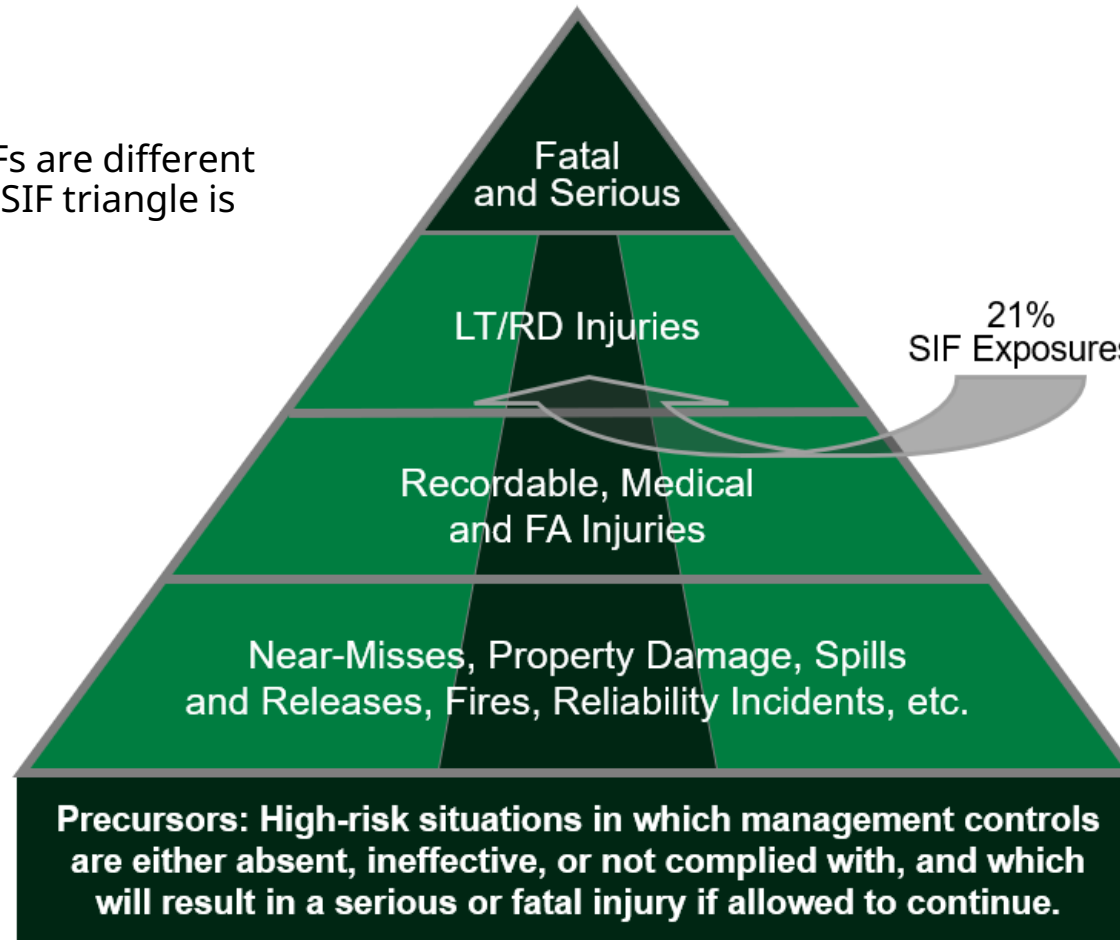 Fs are different
SIF triangle is
Fatal
and Serious
LT/RD Injuries
21%
SIF Exposures
Recordable, Medical
and FA Injuries
Near-Misses, Property Damage, Spills
and Releases, Fires, Reliability Incidents, etc.
Precursors: High-risk situations in which management controls
are either absent, ineffective, or not complied with, and which
will result in a serious or fatal injury if allowed to continue.